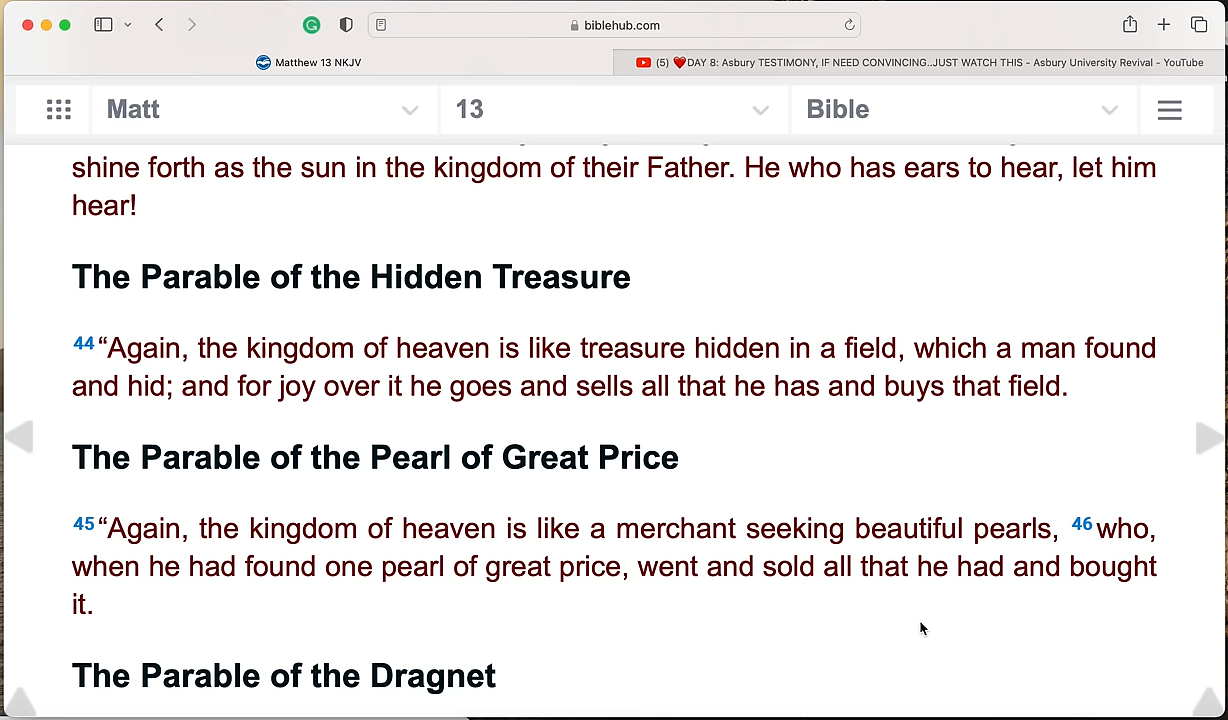 biblehub.com
Matthew 13 NKJV
(5) ❤️DAY 8: Asbury TESTIMONY, IF NEED CONVINCING..JUST WATCH THIS - Asbury University Revival - YouTube
Matt 13 Bible
shine forth as the sun in the kingdom of their Father. He who has ears to hear, let him
hear!
The Parable of the Hidden Treasure
44 “Again, the kingdom of heaven is like treasure hidden in a field, which a man found
and hid; and for joy over it he goes and sells all that he has and buys that field.
The Parable of the Pearl of Great Price
45 “Again, the kingdom of heaven is like a merchant seeking beautiful pearls, 46 who,
when he had found one pearl of great price, went and sold all that he had and bought
it.
The Parable of the Dragnet